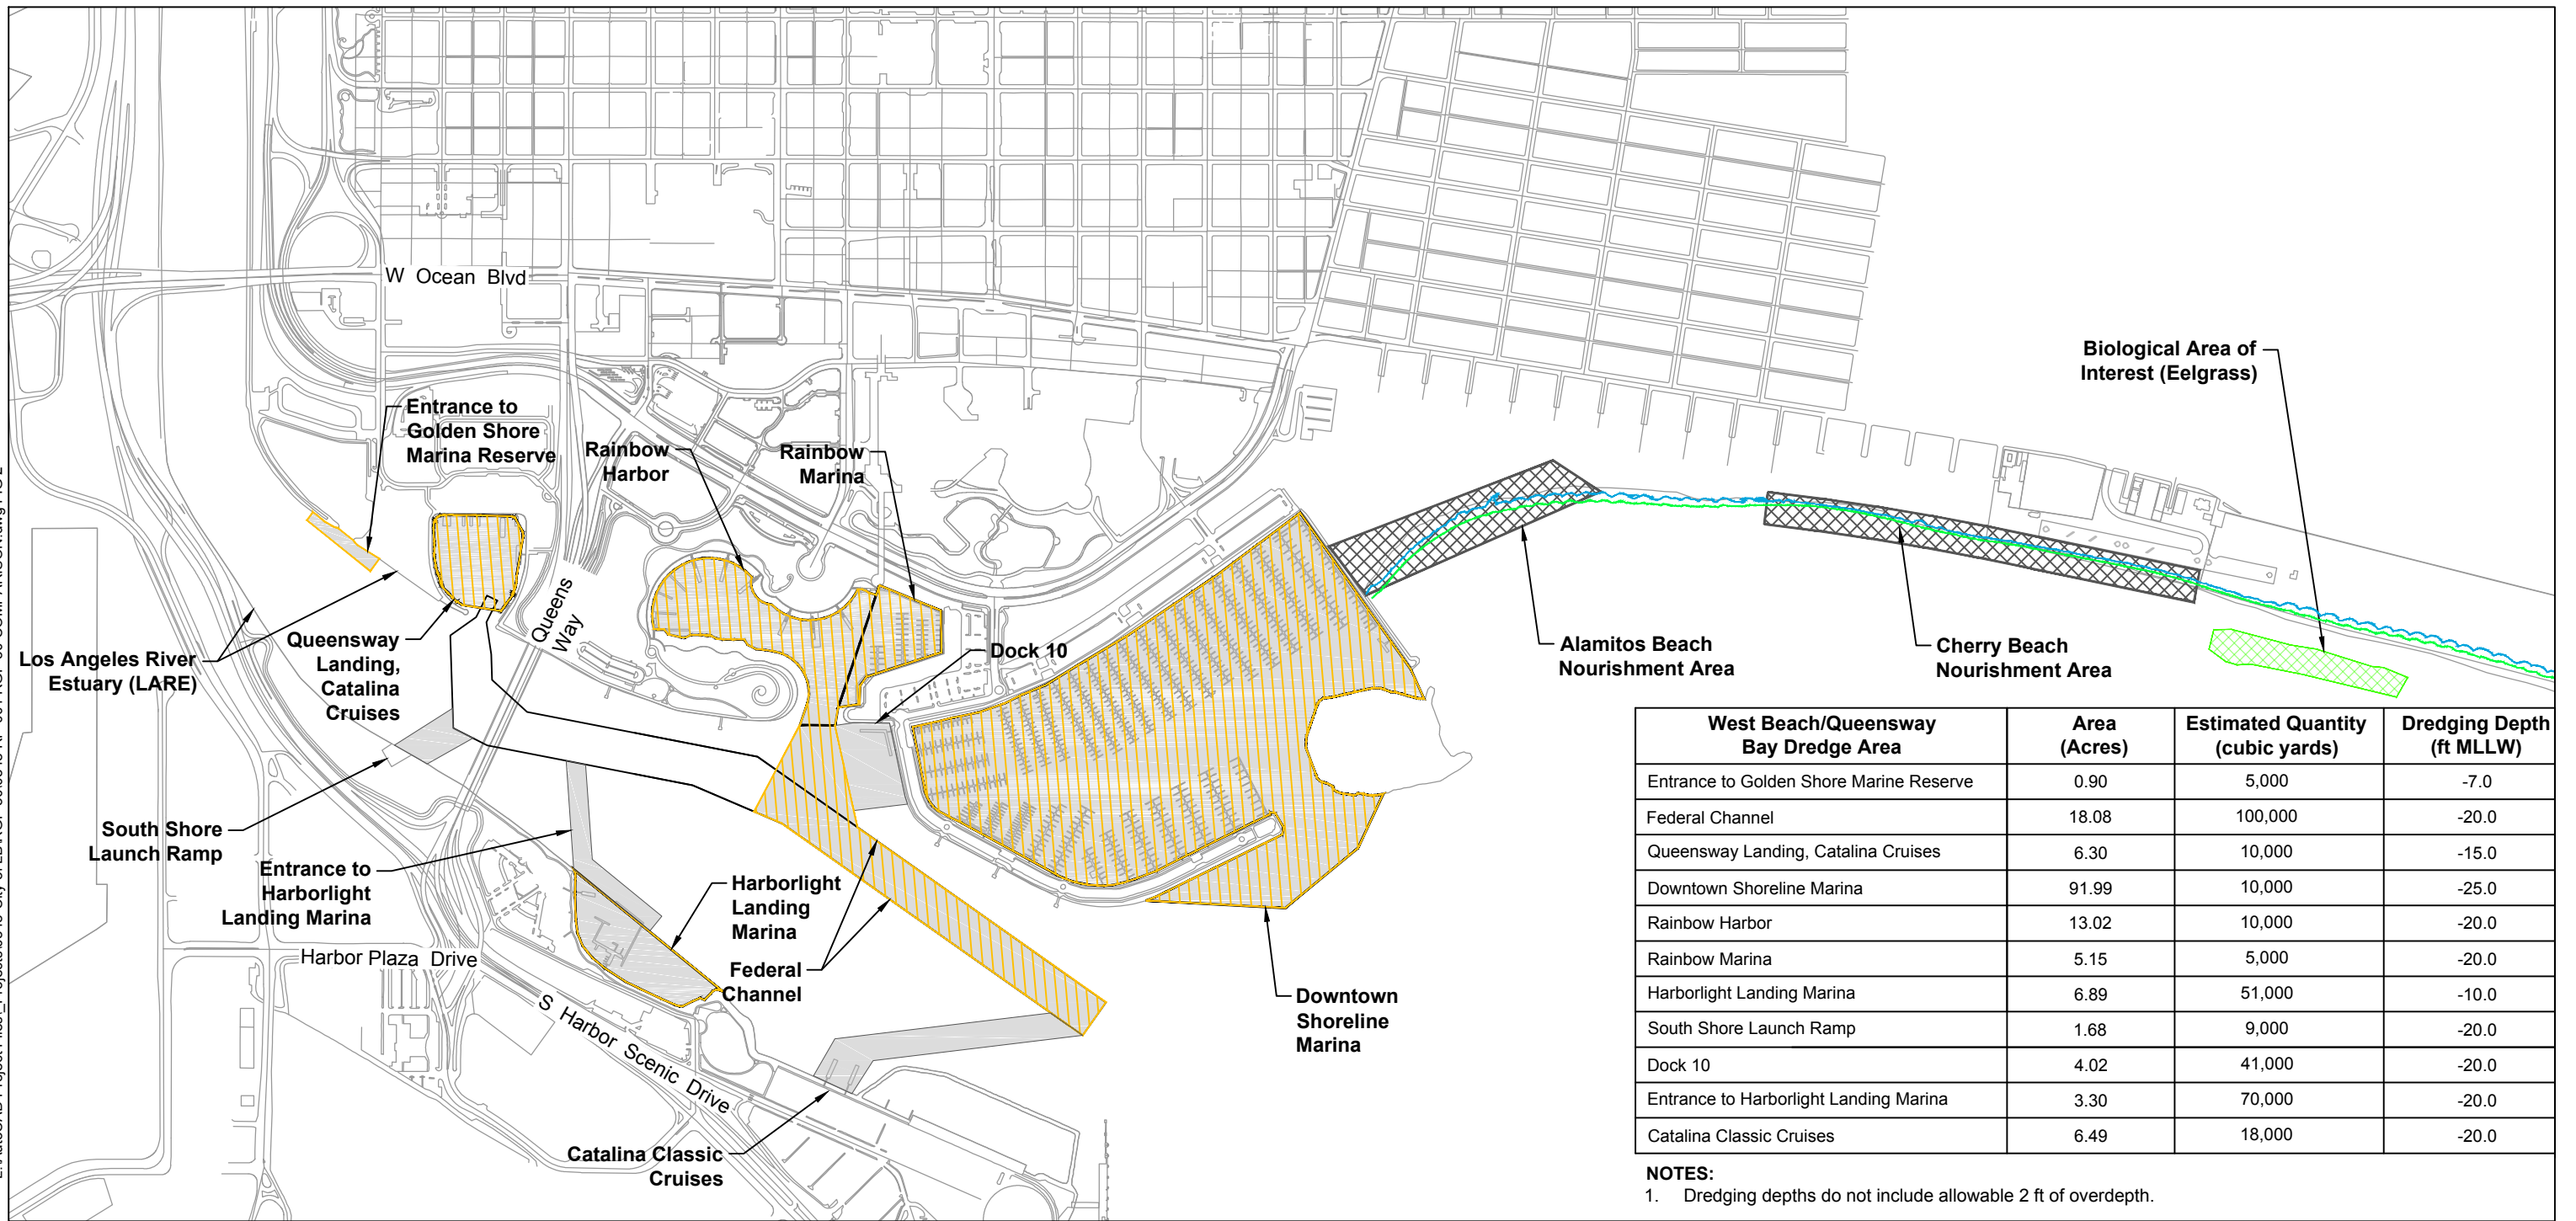 W Ocean Blvd
Biological Area of
Interest (Eelgrass)
Entrance to
Golden Shore
Marina Reserve
Rainbow
Harbor
Rainbow
Marina
Queens
Way
Queensway
Landing,
Catalina
Cruises
Los Angeles River
Estuary (LARE)
Dock 10
Alamitos Beach
Nourishment Area
Cherry Beach
Nourishment Area
South Shore
Launch Ramp
Entrance to
Harborlight
Landing Marina
Harborlight
Landing
Marina
Harbor Plaza Drive
Federal
Channel
S Harbor Scenic Drive
Downtown
Shoreline
Marina
Catalina Classic
Cruises
West Beach/Queensway
Bay Dredge Area
Area
(Acres)
Estimated Quantity
(cubic yards)
Dredging Depth
(ft MLLW)
Entrance to Golden Shore Marine Reserve 0.90 5,000 -7.0
Federal Channel 18.08 100,000 -20.0
Queensway Landing, Catalina Cruises 6.30 10,000 -15.0
Downtown Shoreline Marina 91.99 10,000 -25.0
Rainbow Harbor 13.02 10,000 -20.0
Rainbow Marina 5.15 5,000 -20.0
Harborlight Landing Marina 6.89 51,000 -10.0
South Shore Launch Ramp 1.68 9,000 -20.0
Dock 10 4.02 41,000 -20.0
Entrance to Harborlight Landing Marina 3.30 70,000 -20.0
Catalina Classic Cruises 6.49 18,000 -20.0
NOTES:
1. Dredging depths do not include allowable 2 ft of overdepth.